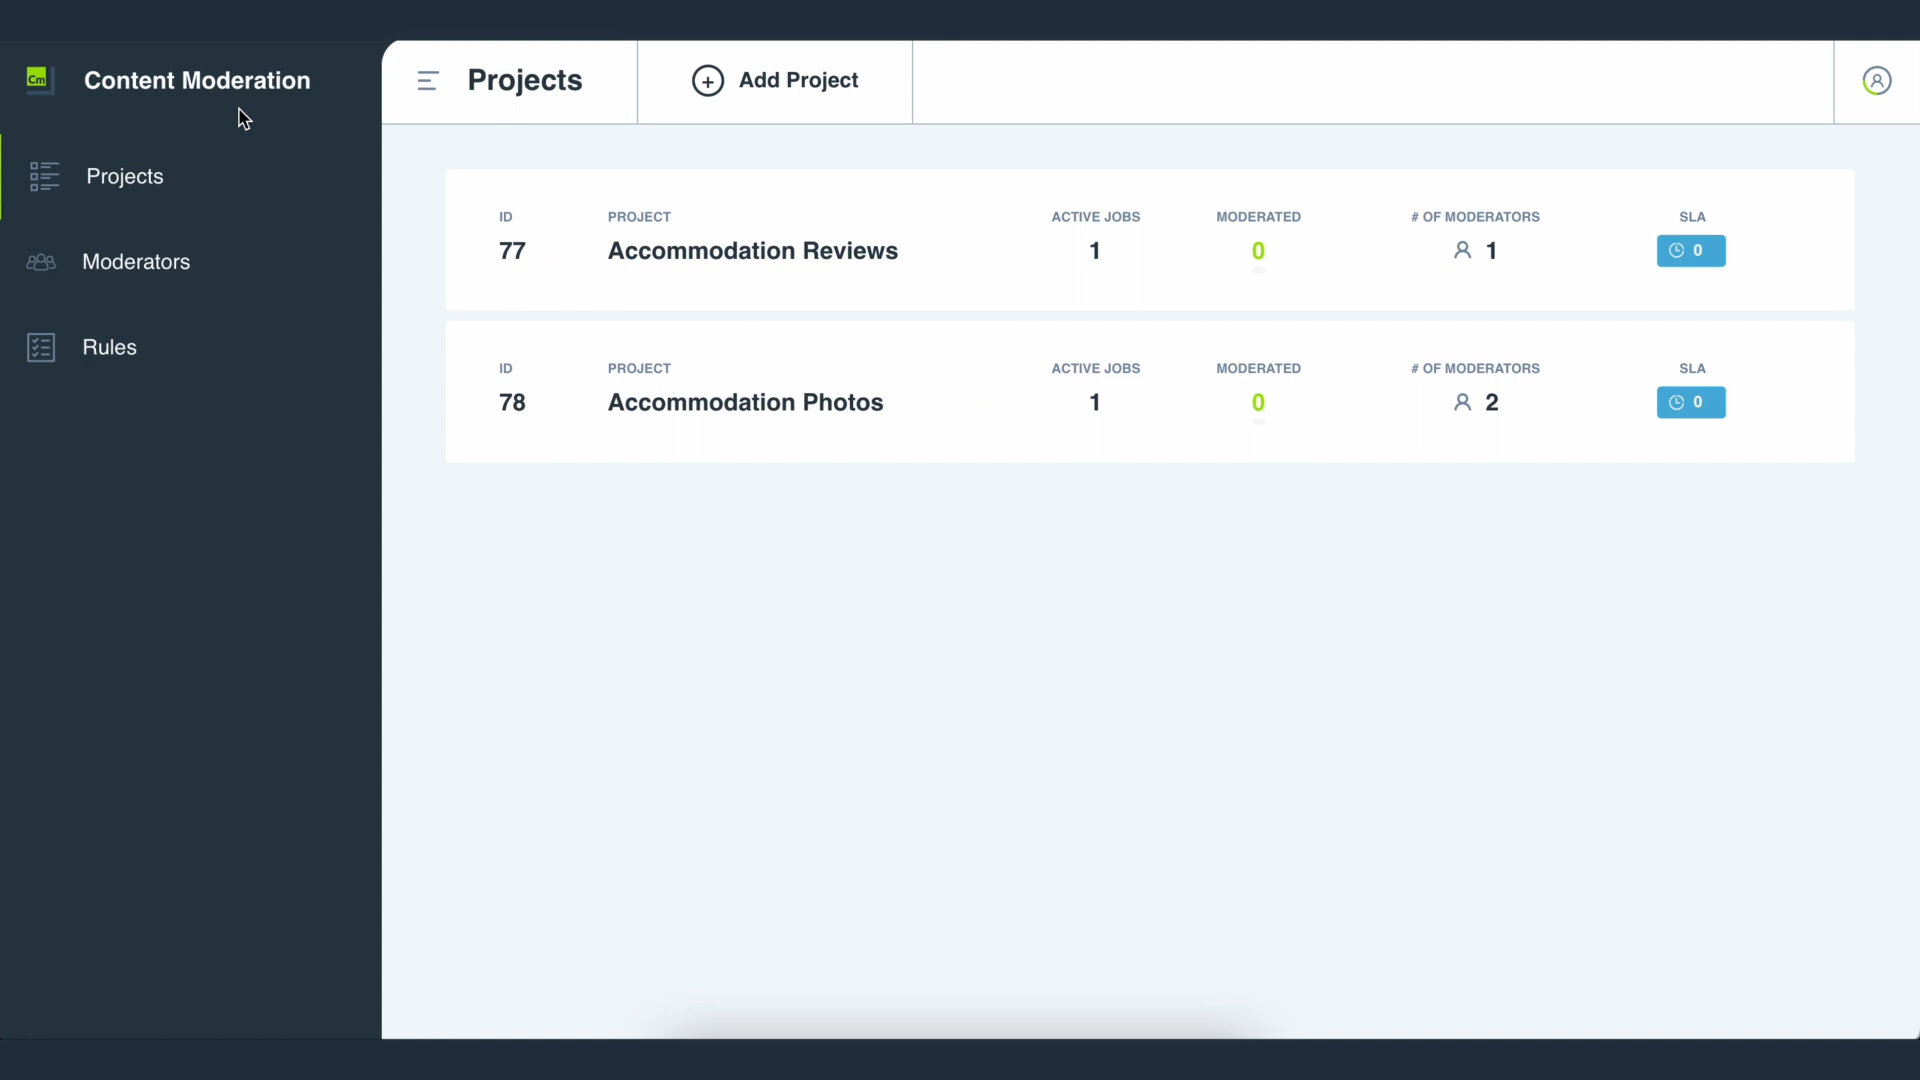 Cm Content Moderation
Projects
Moderators
Rules
Projects
Add Project
ID PROJECT ACTIVE JOBS MODERATED # OF MODERATORS SLA
77 Accommodation Reviews 1 0 1 0
ID PROJECT ACTIVE JOBS MODERATED # OF MODERATORS SLA
78 Accommodation Photos 1 0 2 0